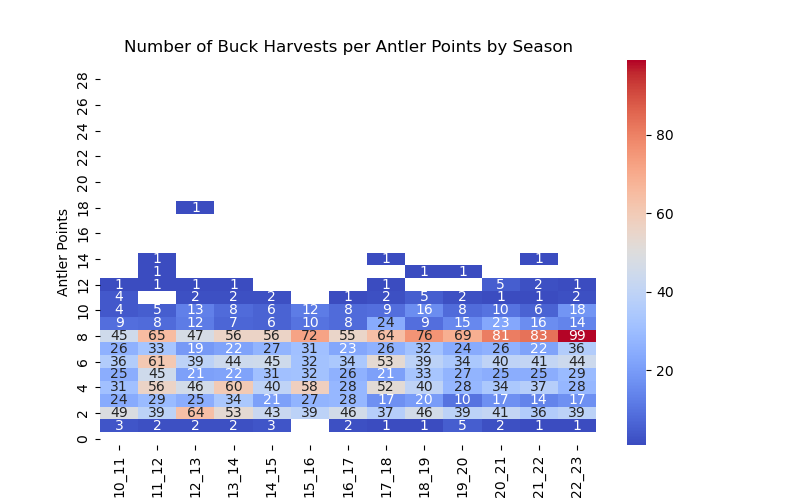 Number of Buck Harvests per Antler Points by Season
Antler Points
28
26
24
22
20
18 1
16
14 1 1 1
1 1 1
12 1 1 1 1 1 5 2 1
4 2 2 2 1 2 5 2 1 1 2
10 4 5 13 8 6 12 8 9 16 8 10 6 18
9 8 12 7 6 10 8 24 9 15 23 16 14
8 45 65 47 56 56 72 55 64 76 69 81 83 99
26 33 19 22 27 31 23 26 32 24 26 22 36
6 36 61 39 44 45 32 34 53 39 34 40 41 44
25 45 21 22 31 32 26 21 33 27 25 25 29
4 31 56 46 60 40 58 28 52 40 28 34 37 28
24 29 25 34 21 27 28 17 20 10 17 14 17
2 49 39 64 53 43 39 46 37 46 39 41 36 39
3 2 2 2 3 2 1 1 5 2 1 1
0
10_11 11_12 12_13 13_14 14_15 15_16 16_17 17_18 18_19 19_20 20_21 21_22 22_23
80
60
40
20